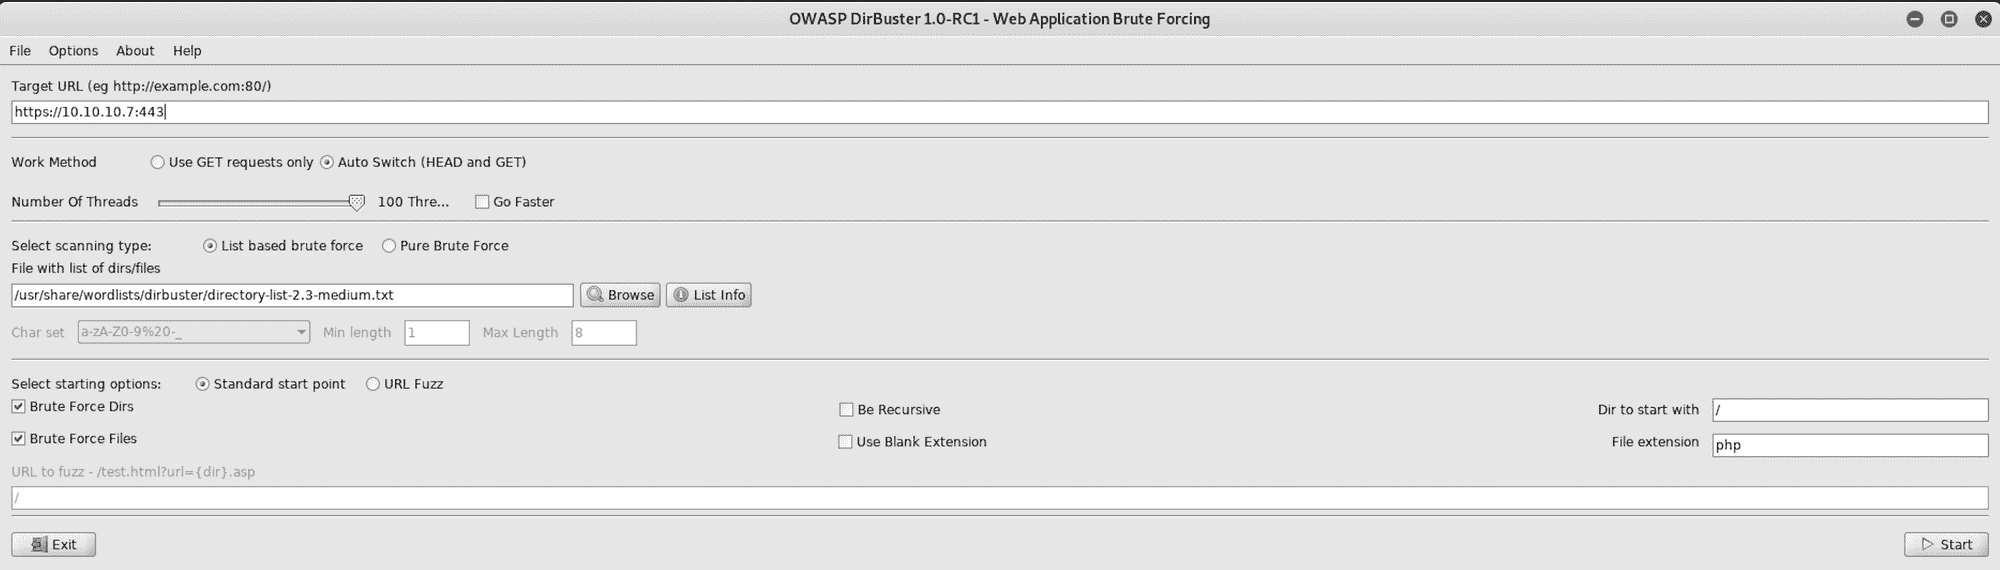 OWASP DirBuster 1.0-RC1 - Web Application Brute Forcing
File Options About Help
Target URL (eg http://example.com:80/)
https://10.10.10.7:443
Work Method Use GET requests only Auto Switch (HEAD and GET)
Number Of Threads 100 Thre... Go Faster
Select scanning type: List based brute force Pure Brute Force
File with list of dirs/files
/usr/share/wordlists/dirbuster/directory-list-2.3-medium.txt Browse List Info
Char set a-zA-Z0-9%20-_ Min length 1 Max Length 8
Select starting options: Standard start point URL Fuzz
Brute Force Dirs Be Recursive Dir to start with /
Brute Force Files Use Blank Extension File extension php
URL to fuzz - /test.html?url={dir}.asp
/
Exit Start